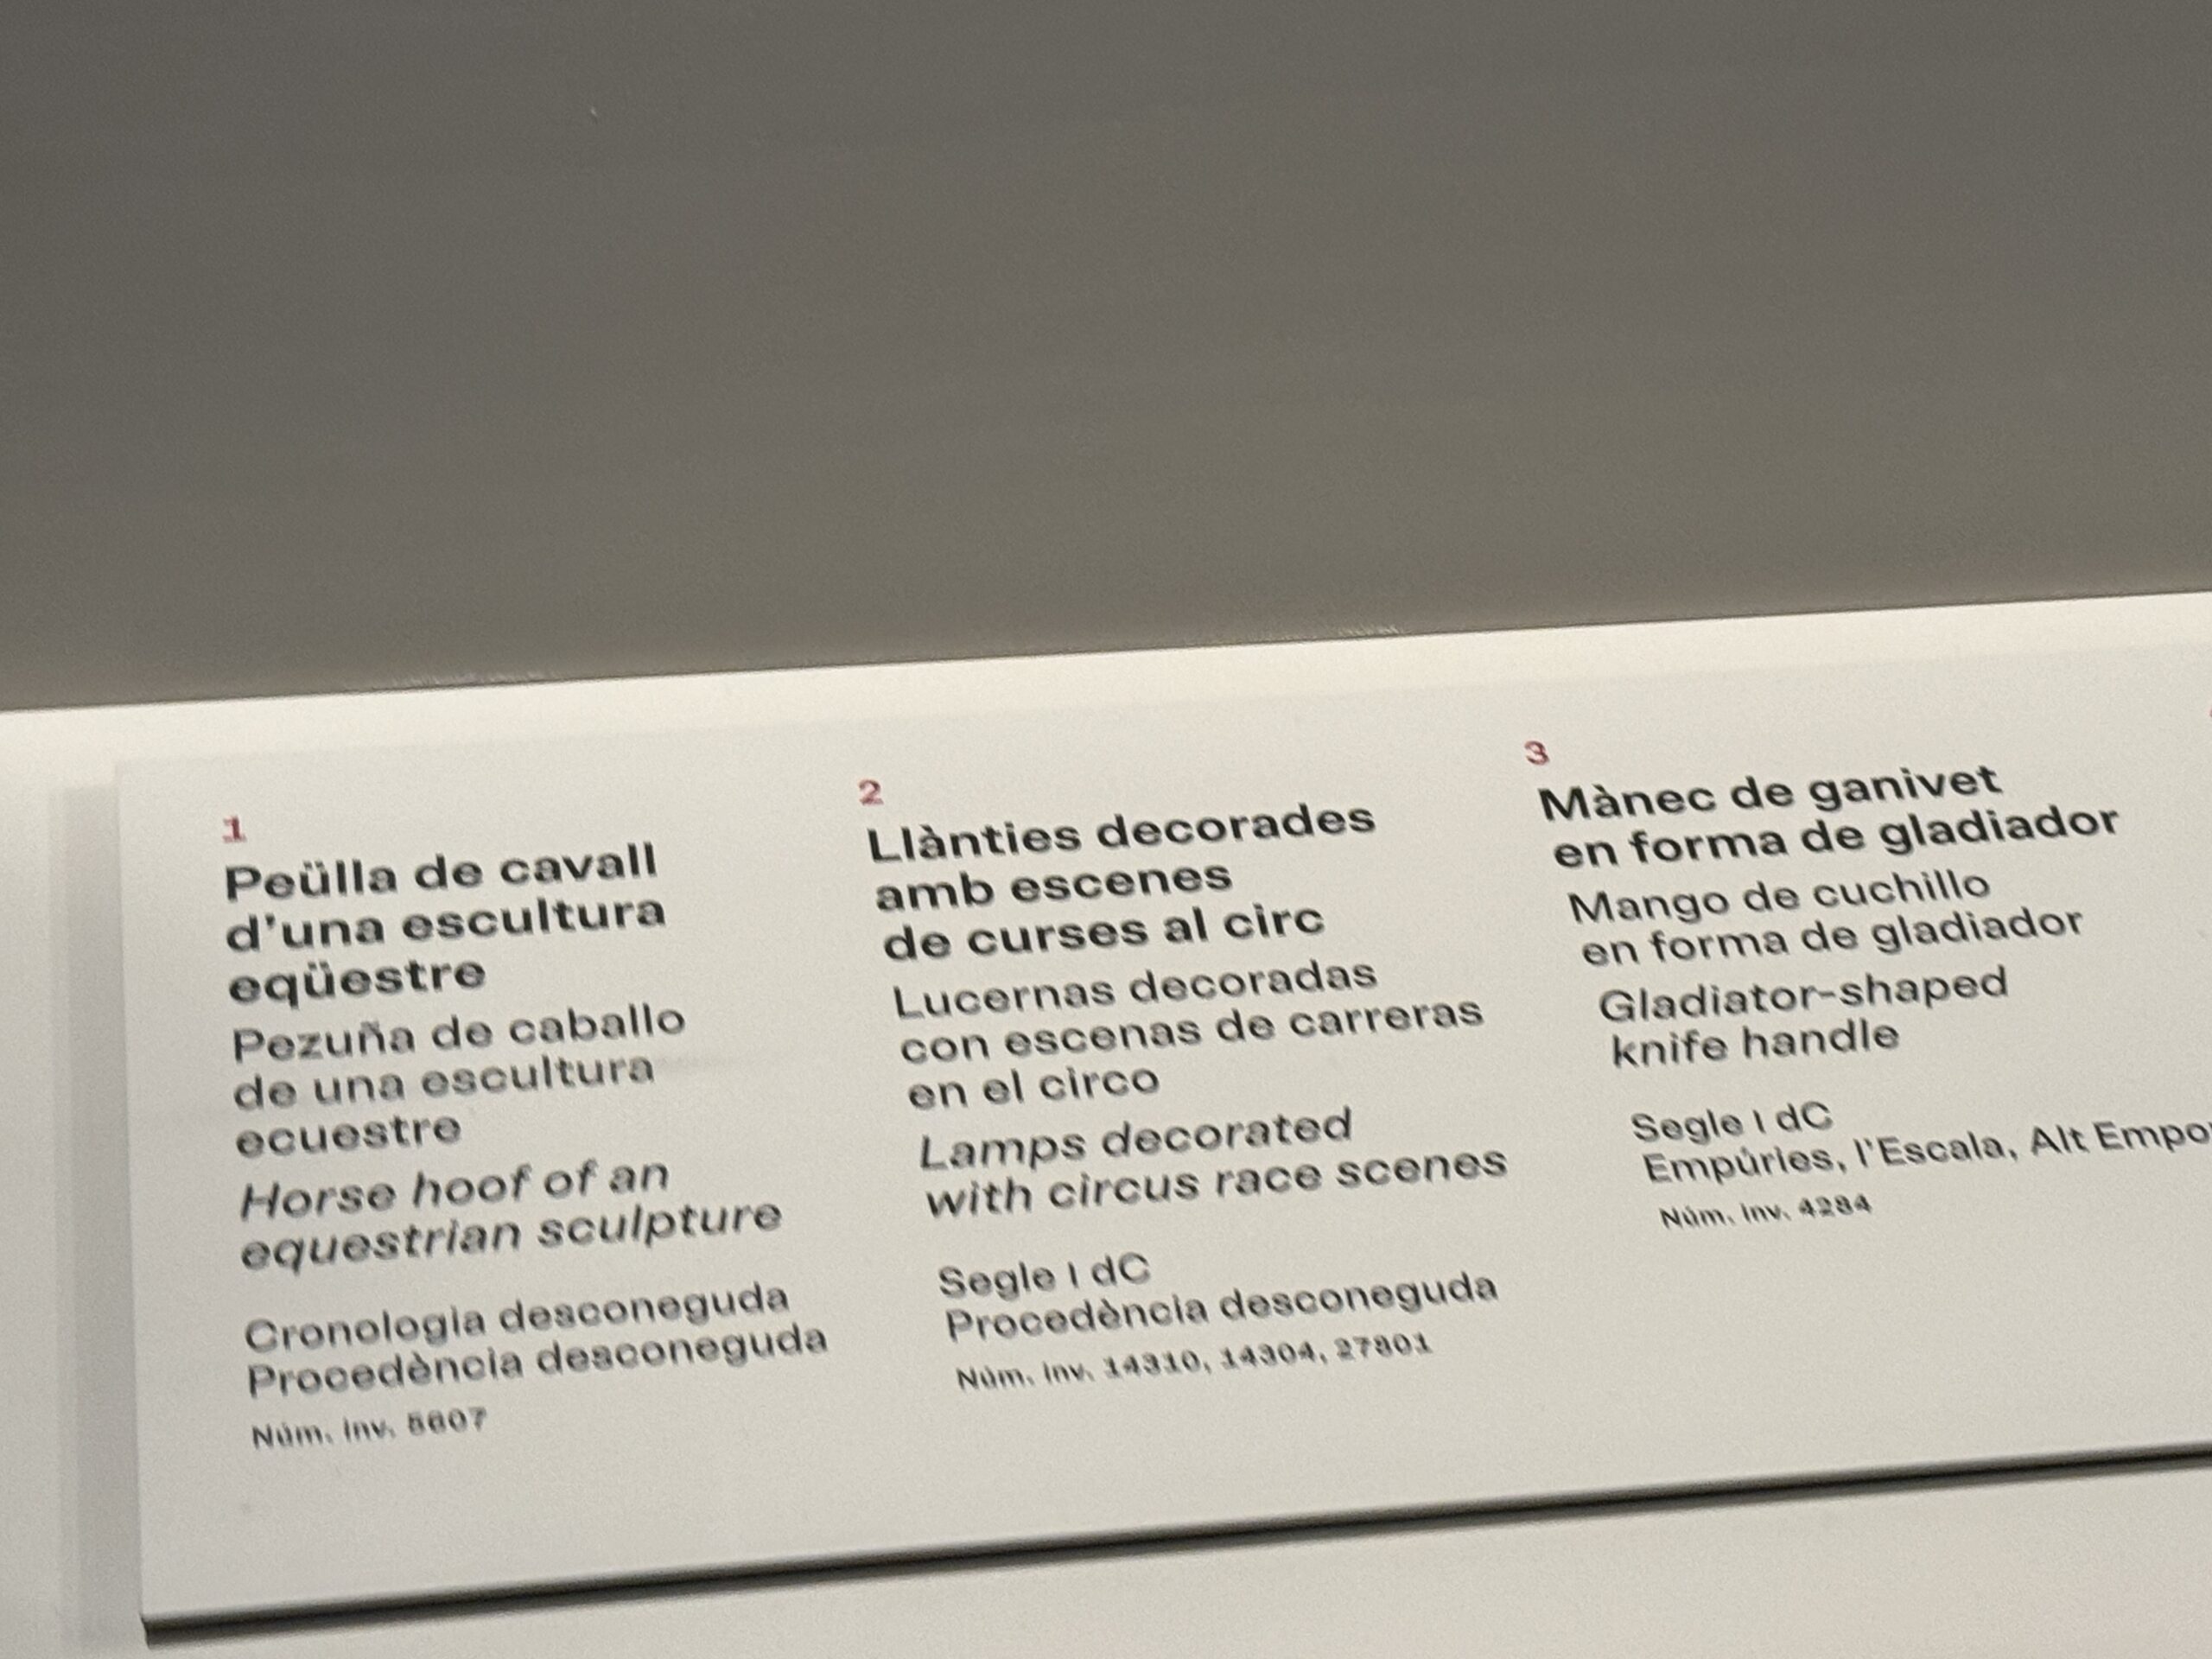 1
Peülla de cavall
d'una escultura
eqüestre
Pezuña de caballo
de una escultura
ecuestre
Horse hoof of an
equestrian sculpture
Cronologia desconeguda
Procedència desconeguda
Núm. inv. 5607
2
Llànties decorades
amb escenes
de curses al circ
Lucernas decoradas
con escenas de carreras
en el circo
Lamps decorated
with circus race scenes
Segle I dC
Procedència desconeguda
Núm. inv. 14310, 14304, 27801
3
Mànec de ganivet
en forma de gladiador
Mango de cuchillo
en forma de gladiador
Gladiator-shaped
knife handle
Segle I dC
Empúries, l'Escala, Alt
Núm. inv. 4284